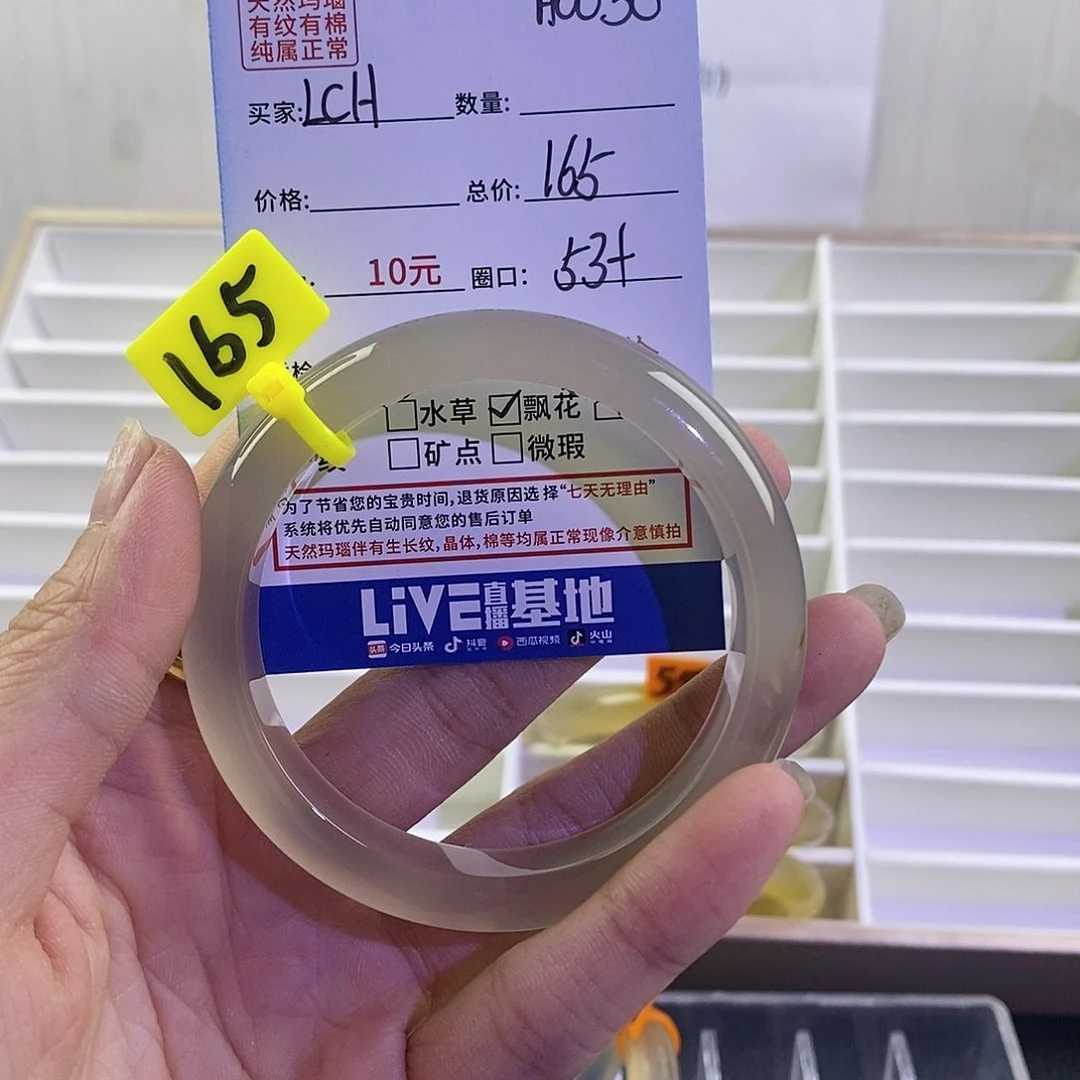 天然玛瑙
有纹有棉
纯属正常
买家:LCH 数量:
价格: 总价: 165
10元 圈口: 53+
165
检
水草 飘花
矿点 微瑕
为了节省您的宝贵时间,退货原因选择“七天无理由”
系统将优先自动同意您的售后订单
天然玛瑙伴有生长纹,晶体,棉等均属正常现像介意慎拍
LiVE直播基地
头条 今日头条 抖音 西瓜视频 火山